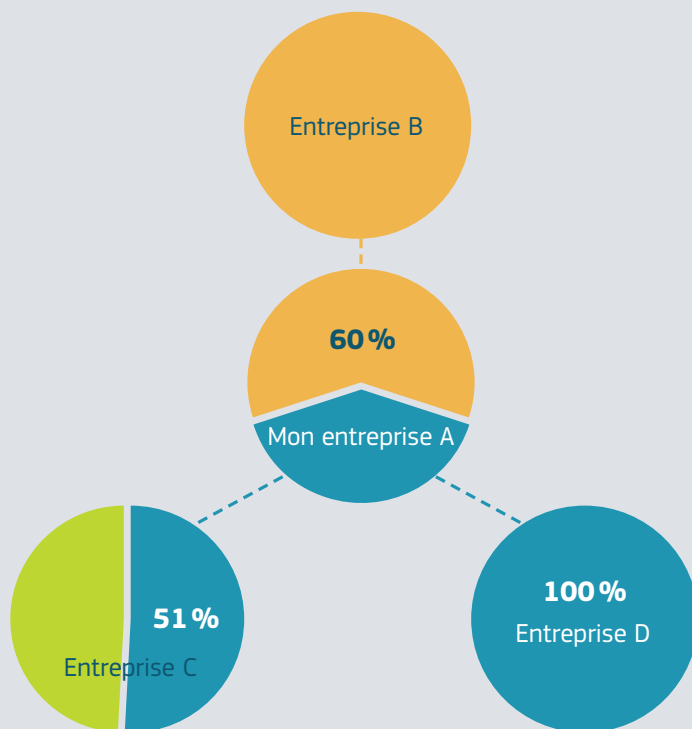 Entreprise B
60 %
Mon entreprise A
51 %
Entreprise C
100 %
Entreprise D